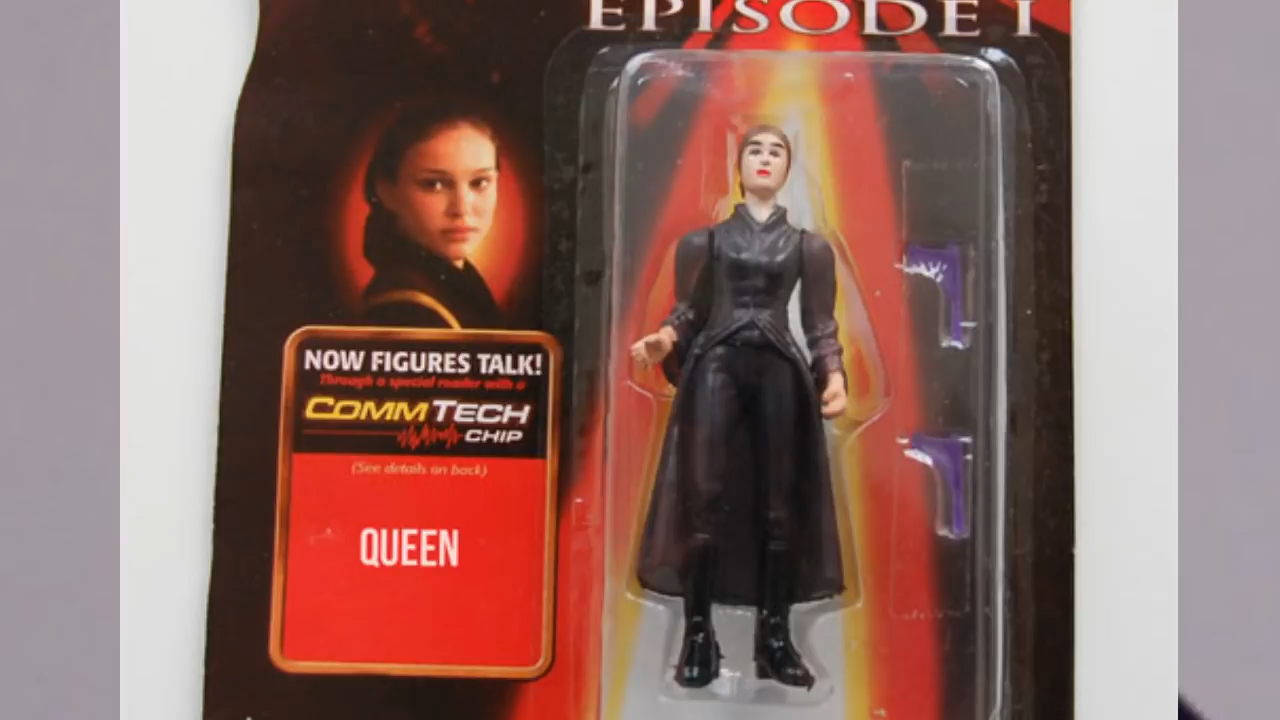 EPISODE I
NOW FIGURES TALK!
Through a special reader with a
COMMTECH
CHIP
(See details on back)
QUEEN